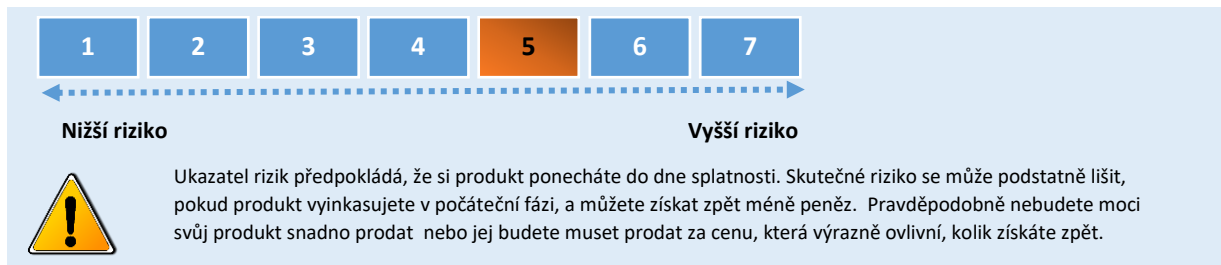 1 2 3 4 5 6 7
Nižší riziko Vyšší riziko
Ukazatel rizik předpokládá, že si produkt ponecháte do dne splatnosti. Skutečné riziko se může podstatně lišit,
pokud produkt vyinkasujete v počáteční fázi, a můžete získat zpět méně peněz. Pravděpodobně nebudete moci
svůj produkt snadno prodat nebo jej budete muset prodat za cenu, která výrazně ovlivní, kolik získáte zpět.